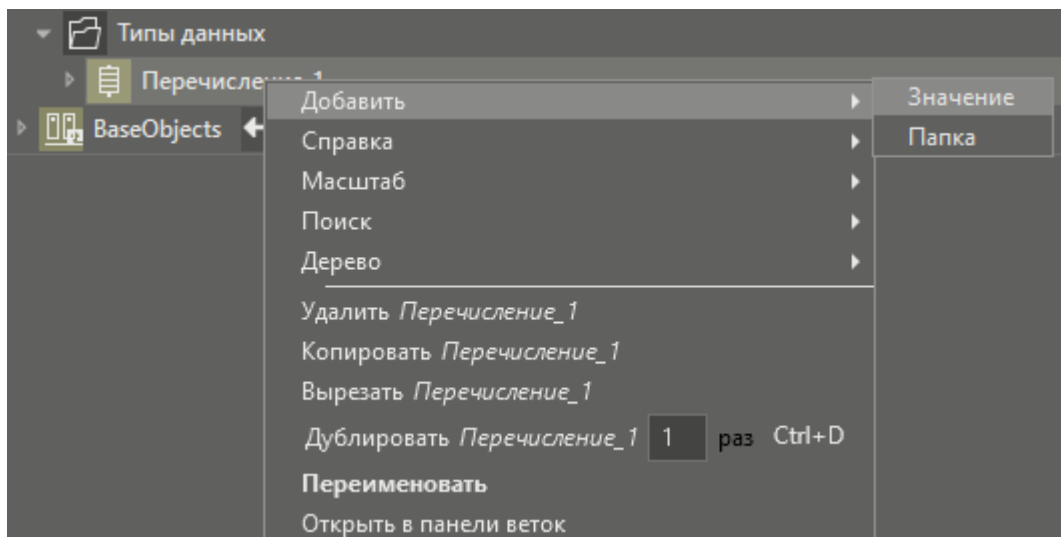 Типы данных
Перечисление_1
BaseObjects
Добавить
Значение
Папка
Справка
Масштаб
Поиск
Дерево
Удалить Перечисление_1
Копировать Перечисление_1
Вырезать Перечисление_1
Дублировать Перечисление_1 1 раз Ctrl+D
Переименовать
Открыть в панели веток